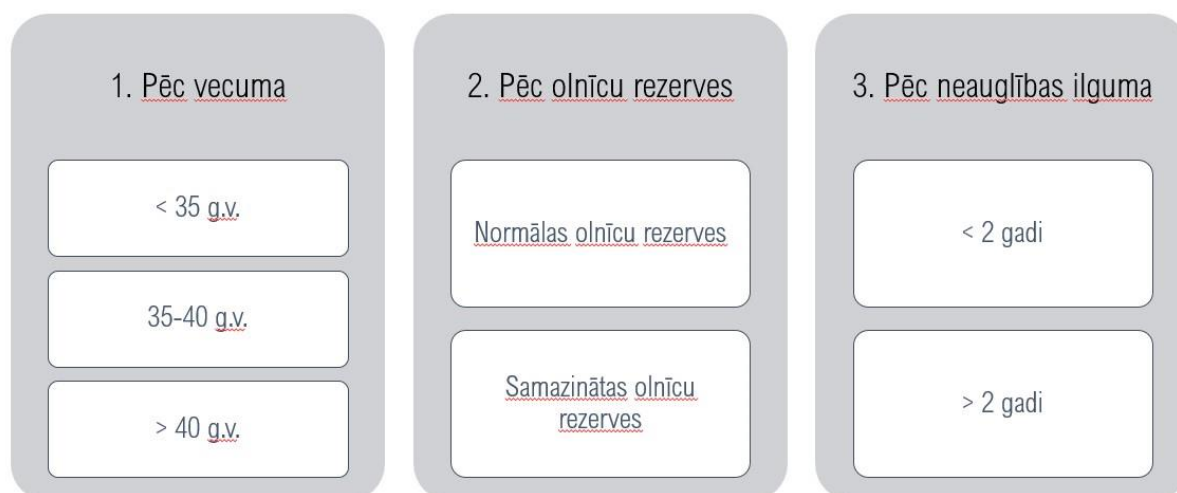 1. Pēc vecuma
< 35 g.v.
35-40 g.v.
> 40 g.v.
2. Pēc olnīcu rezerves
Normālas olnīcu rezerves
Samazinātas olnīcu
rezerves
3. Pēc neauglības ilguma
< 2 gadi
> 2 gadi